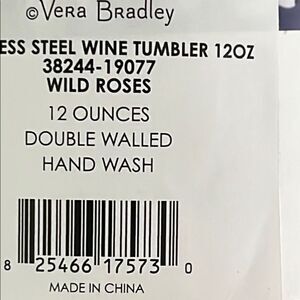 ©Vera Bradley
ESS STEEL WINE TUMBLER 12OZ
38244-19077
WILD ROSES
12 OUNCES
DOUBLE WALLED
HAND WASH
8 25466 17573 0
MADE IN CHINA